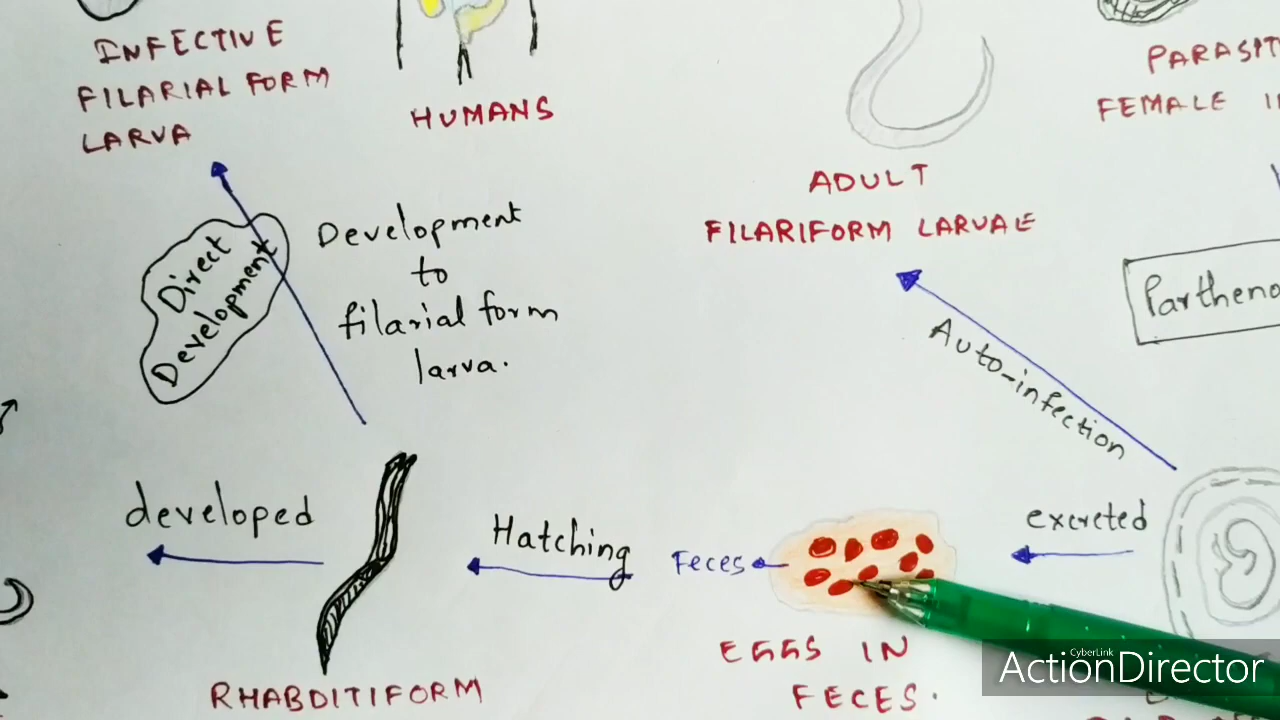 INFECTIVE
FILARIAL FORM
LARVA
HUMANS
PARASIT
FEMALE I
ADULT
FILARIFORM LARVAE
Direct
Development
Development
to
filarial form
larva.
Partheno
Auto-infection
developed
Hatching
Feces
excreted
EGGS IN
FECES.
RHABDITIFORM
CyberLink
ActionDirector